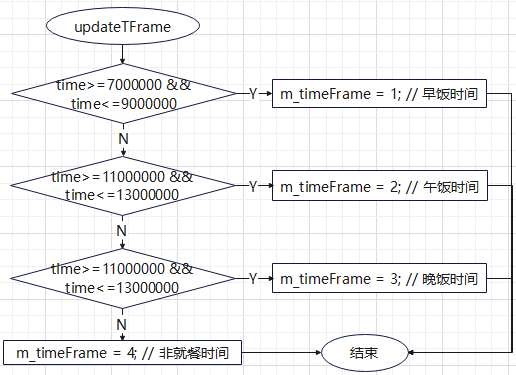 updateTFrame
time>=7000000 &&
time<=9000000
Y
m_timeFrame = 1; // 早饭时间
N
time>=11000000 &&
time<=13000000
Y
m_timeFrame = 2; // 午饭时间
N
time>=11000000 &&
time<=13000000
Y
m_timeFrame = 3; // 晚饭时间
N
m_timeFrame = 4; // 非就餐时间
结束